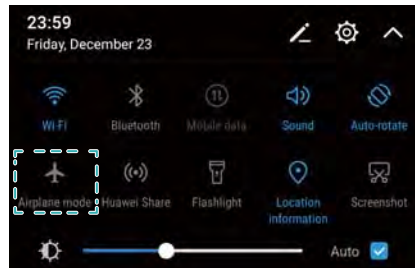 23:59
Friday, December 23
Wi-Fi Bluetooth Mobile data Sound Auto-rotate
Airplane mode Huawei Share Flashlight Location information Screenshot
Auto